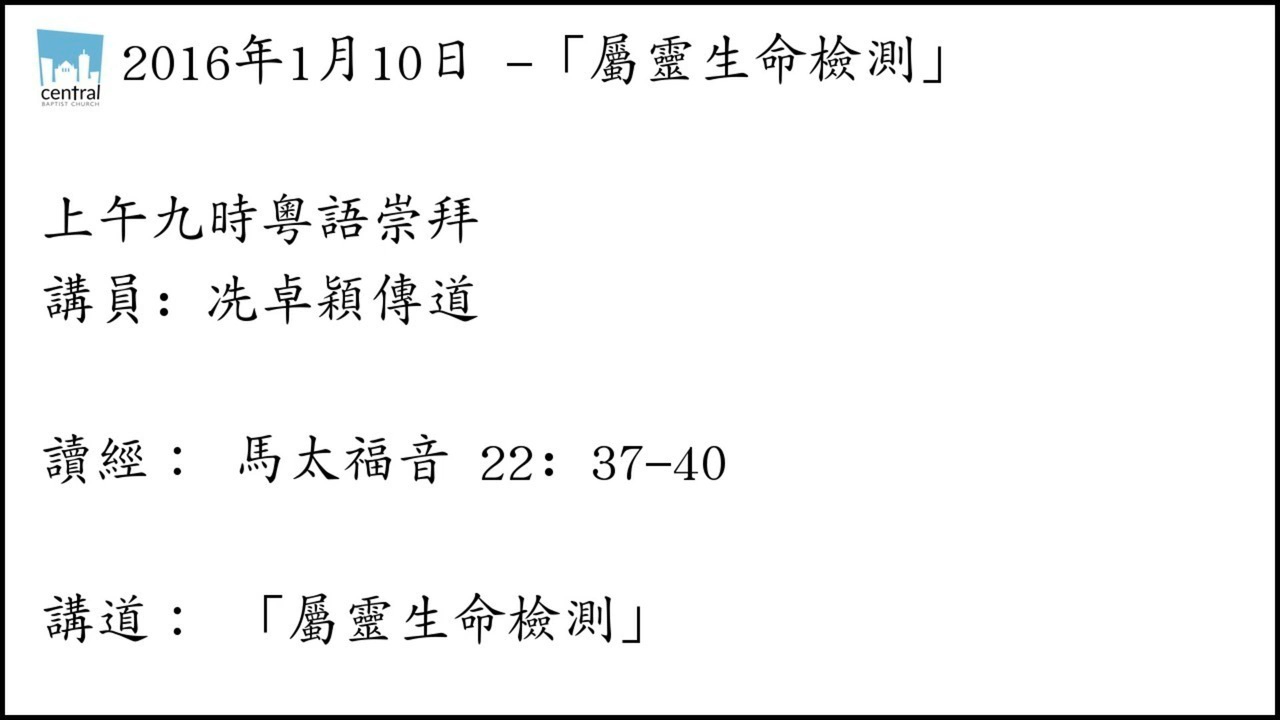 2016年1月10日 –「屬靈生命檢測」
central
BAPTIST CHURCH
上午九時粵語崇拜
講員：冼卓穎傳道
讀經： 馬太福音 22：37–40
講道： 「屬靈生命檢測」